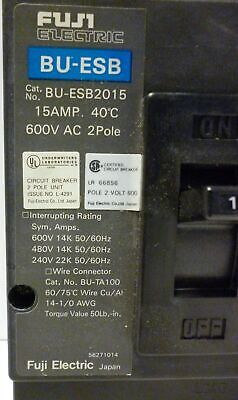 FUJI
ELECTRIC
BU-ESB
Cat.
No. BU-ESB2015
15AMP. 40°C
600V AC 2Pole
UL
UNDERWRITERS
LABORATORIES
CIRCUIT BREAKER
2 POLE UNIT
ISSUE No. L-4291
Fuji Electric Co., Ltd. Japan
CERTIFIED
CIRCUIT BREAKER
LR 66856
POLE 2 VOLT 600
Fuji Electric Co., Ltd. Japan
□Interrupting Rating
Sym. Amps.
600V 14K 50/60Hz
480V 14K 50/60Hz
240V 22K 50/60Hz
□Wire Connector
Cat. No. BU-TA100
60/75°C Wire Cu/Al
14-1/0 AWG
Torque Value 50Lb.-in.
56271014
Fuji Electric Japan
ON
1
OFF